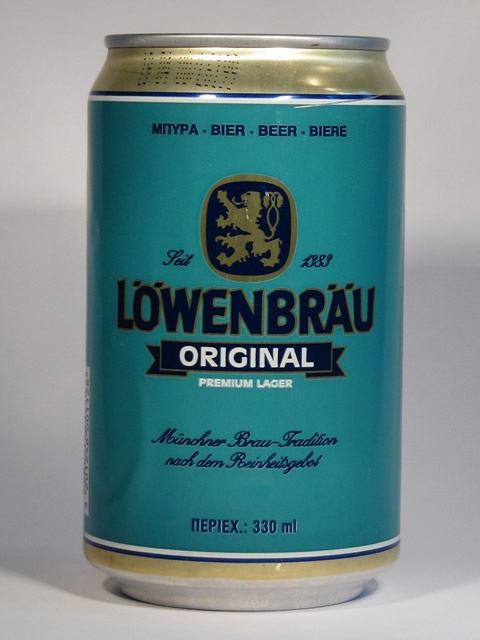 ΜΠΥΡΑ · BIER · BEER · BIERE
Seit 1383
LÖWENBRÄU
ORIGINAL
PREMIUM LAGER
Münchner Brau-Tradition
nach dem Reinheitsgebot
ΠΕΡΙΕΧ.: 330 ml